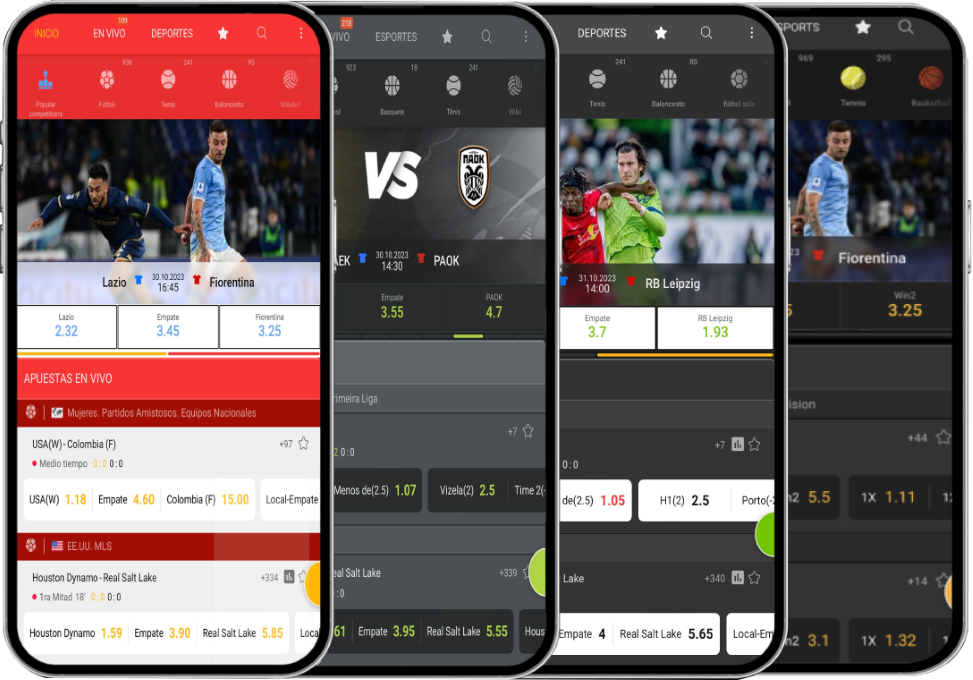 INICIO
EN VIVO
109
DEPORTES
Popular
competitions
930
Fútbol
241
Tenis
95
Baloncesto
Voleibol
Lazio
30.10.2023
16:45
Fiorentina
Lazio
2.32
Empate
3.45
Fiorentina
3.25
APUESTAS EN VIVO
Mujeres. Partidos Amistosos. Equipos Nacionales
USA(W) - Colombia (F)
+97
Medio tiempo 0:0 0:0
USA(W) 1.18 Empate 4.60 Colombia (F) 15.00 Local-Empate
EE.UU. MLS
Houston Dynamo - Real Salt Lake
+334
1ra Mitad 18' 0:0 0:0
Houston Dynamo 1.59 Empate 3.90 Real Salt Lake 5.85 Loca
VIVO
218
ESPORTES
923
18
Basquete
241
Tênis
Vôlei
VS
PAOK
AEK
30.10.2023
14:30
PAOK
Empate
3.55
PAOK
4.7
rimeira Liga
+7
2 0:0
Menos de(2.5) 1.07 Vizela(2) 2.5 Time 2(-
eal Salt Lake
+339
:0
61 Empate 3.95 Real Salt Lake 5.55 Hous
DEPORTES
241
Tenis
80
Baloncesto
fútbol sala
31.10.2023
14:00
RB Leipzig
Empate
3.7
RB Leipzig
1.93
+7
0:0
de(2.5) 1.05 H1(2) 2.5 Porto(-2
Lake
+340
Empate 4 Real Salt Lake 5.65 Local-Em
SPORTS
969
295
Tennis
Basketbal
Fiorentina
5
Win2
3.25
ision
+44
n2 5.5 1X 1.11 12
+14
n2 3.1 1X 1.32